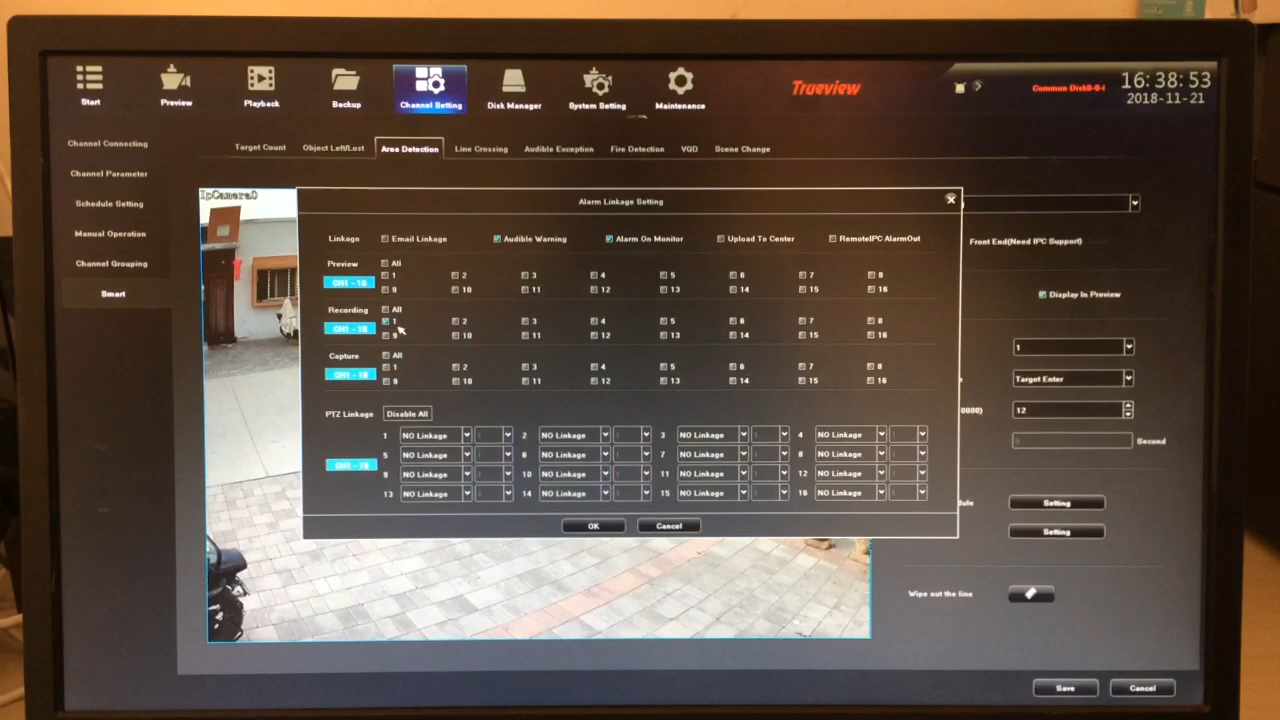 Trueview
Common Disk0-0-1
16:38:53
2018-11-21
Start
Preview
Playback
Backup
Channel Setting
Disk Manager
System Setting
Maintenance
Channel Connecting
Channel Parameter
Schedule Setting
Manual Operation
Channel Grouping
Smart
Target Count
Object Left/Lost
Area Detection
Line Crossing
Audible Exception
Fire Detection
VQD
Scene Change
IpCamera0
Alarm Linkage Setting
Linkage Email Linkage Audible Warning Alarm On Monitor Upload To Center RemoteIPC AlarmOut
Preview All
CH1 - 16
1 2 3 4 5 6 7 8
9 10 11 12 13 14 15 16
Recording All
CH1 - 16
1 2 3 4 5 6 7 8
9 10 11 12 13 14 15 16
Capture All
CH1 - 16
1 2 3 4 5 6 7 8
9 10 11 12 13 14 15 16
PTZ Linkage Disable All
CH1 - 16
1 NO Linkage 2 NO Linkage 3 NO Linkage 4 NO Linkage
5 NO Linkage 6 NO Linkage 7 NO Linkage 8 NO Linkage
9 NO Linkage 10 NO Linkage 11 NO Linkage 12 NO Linkage
13 NO Linkage 14 NO Linkage 15 NO Linkage 16 NO Linkage
OK Cancel
Front End(Need IPC Support)
Display In Preview
1
Target Enter
12
Second
Setting
Setting
Wipe out the line
Save Cancel